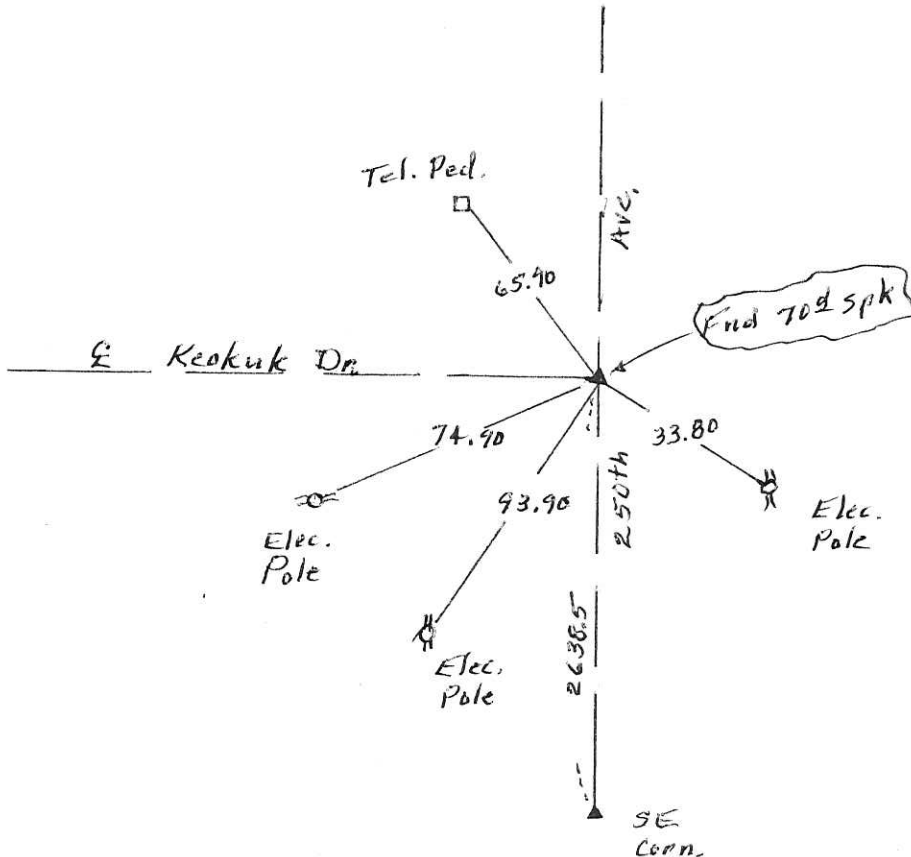 Tel. Ped.
Ave.
65.90
Fnd 70d Spk
℄ Keokuk Dr.
74.90
93.90
33.80
250th
Elec.
Pole
Elec.
Pole
Elec.
Pole
2638.5
SE
Corn.